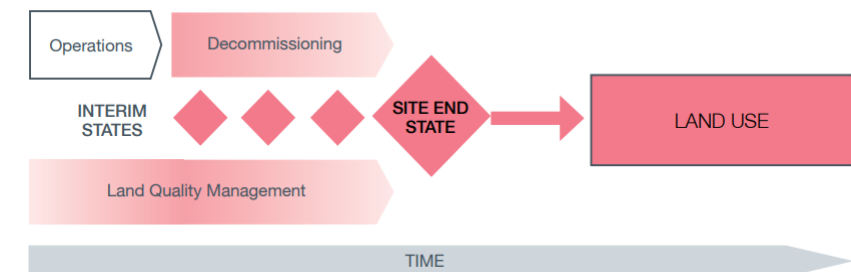 Operations
Decommissioning
INTERIM
STATES
SITE END
STATE
LAND USE
Land Quality Management
TIME